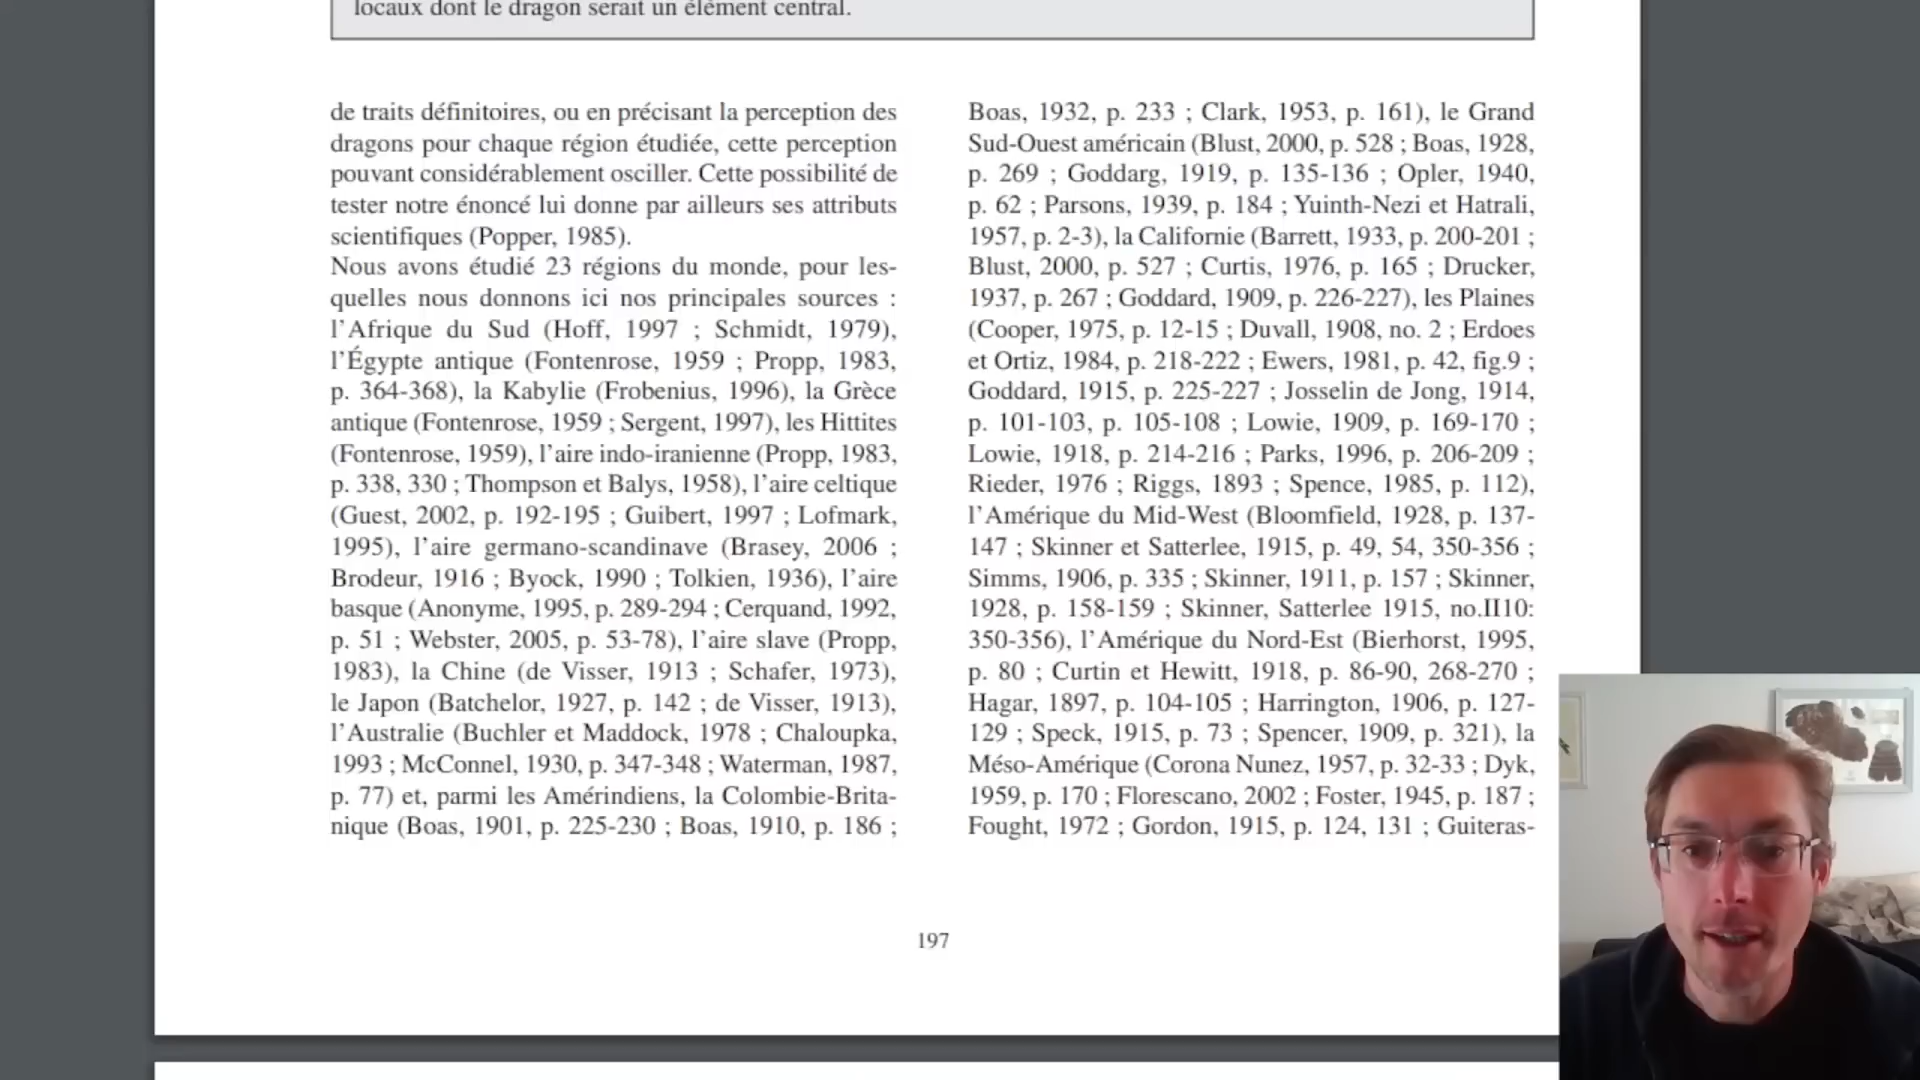 locaux dont le dragon serait un élément central.
de traits définitoires, ou en précisant la perception des
dragons pour chaque région étudiée, cette perception
pouvant considérablement osciller. Cette possibilité de
tester notre énoncé lui donne par ailleurs ses attributs
scientifiques (Popper, 1985).
Nous avons étudié 23 régions du monde, pour les-
quelles nous donnons ici nos principales sources :
l'Afrique du Sud (Hoff, 1997 ; Schmidt, 1979),
l'Égypte antique (Fontenrose, 1959 ; Propp, 1983,
p. 364-368), la Kabylie (Frobenius, 1996), la Grèce
antique (Fontenrose, 1959 ; Sergent, 1997), les Hittites
(Fontenrose, 1959), l'aire indo-iranienne (Propp, 1983,
p. 338, 330 ; Thompson et Balys, 1958), l'aire celtique
(Guest, 2002, p. 192-195 ; Guibert, 1997 ; Lofmark,
1995), l'aire germano-scandinave (Brasey, 2006 ;
Brodeur, 1916 ; Byock, 1990 ; Tolkien, 1936), l'aire
basque (Anonyme, 1995, p. 289-294 ; Cerquand, 1992,
p. 51 ; Webster, 2005, p. 53-78), l'aire slave (Propp,
1983), la Chine (de Visser, 1913 ; Schafer, 1973),
le Japon (Batchelor, 1927, p. 142 ; de Visser, 1913),
l'Australie (Buchler et Maddock, 1978 ; Chaloupka,
1993 ; McConnel, 1930, p. 347-348 ; Waterman, 1987,
p. 77) et, parmi les Amérindiens, la Colombie-Brita-
nique (Boas, 1901, p. 225-230 ; Boas, 1910, p. 186 ;
Boas, 1932, p. 233 ; Clark, 1953, p. 161), le Grand
Sud-Ouest américain (Blust, 2000, p. 528 ; Boas, 1928,
p. 269 ; Goddarg, 1919, p. 135-136 ; Opler, 1940,
p. 62 ; Parsons, 1939, p. 184 ; Yuinth-Nezi et Hatrali,
1957, p. 2-3), la Californie (Barrett, 1933, p. 200-201 ;
Blust, 2000, p. 527 ; Curtis, 1976, p. 165 ; Drucker,
1937, p. 267 ; Goddard, 1909, p. 226-227), les Plaines
(Cooper, 1975, p. 12-15 ; Duvall, 1908, no. 2 ; Erdoes
et Ortiz, 1984, p. 218-222 ; Ewers, 1981, p. 42, fig.9 ;
Goddard, 1915, p. 225-227 ; Josselin de Jong, 1914,
p. 101-103, p. 105-108 ; Lowie, 1909, p. 169-170 ;
Lowie, 1918, p. 214-216 ; Parks, 1996, p. 206-209 ;
Rieder, 1976 ; Riggs, 1893 ; Spence, 1985, p. 112),
l'Amérique du Mid-West (Bloomfield, 1928, p. 137-
147 ; Skinner et Satterlee, 1915, p. 49, 54, 350-356 ;
Simms, 1906, p. 335 ; Skinner, 1911, p. 157 ; Skinner,
1928, p. 158-159 ; Skinner, Satterlee 1915, no.II10:
350-356), l'Amérique du Nord-Est (Bierhorst, 1995,
p. 80 ; Curtin et Hewitt, 1918, p. 86-90, 268-270 ;
Hagar, 1897, p. 104-105 ; Harrington, 1906, p. 127-
129 ; Speck, 1915, p. 73 ; Spencer, 1909, p. 321), la
Méso-Amérique (Corona Nunez, 1957, p. 32-33 ; Dyk,
1959, p. 170 ; Florescano, 2002 ; Foster, 1945, p. 187 ;
Fought, 1972 ; Gordon, 1915, p. 124, 131 ; Guiteras-
197